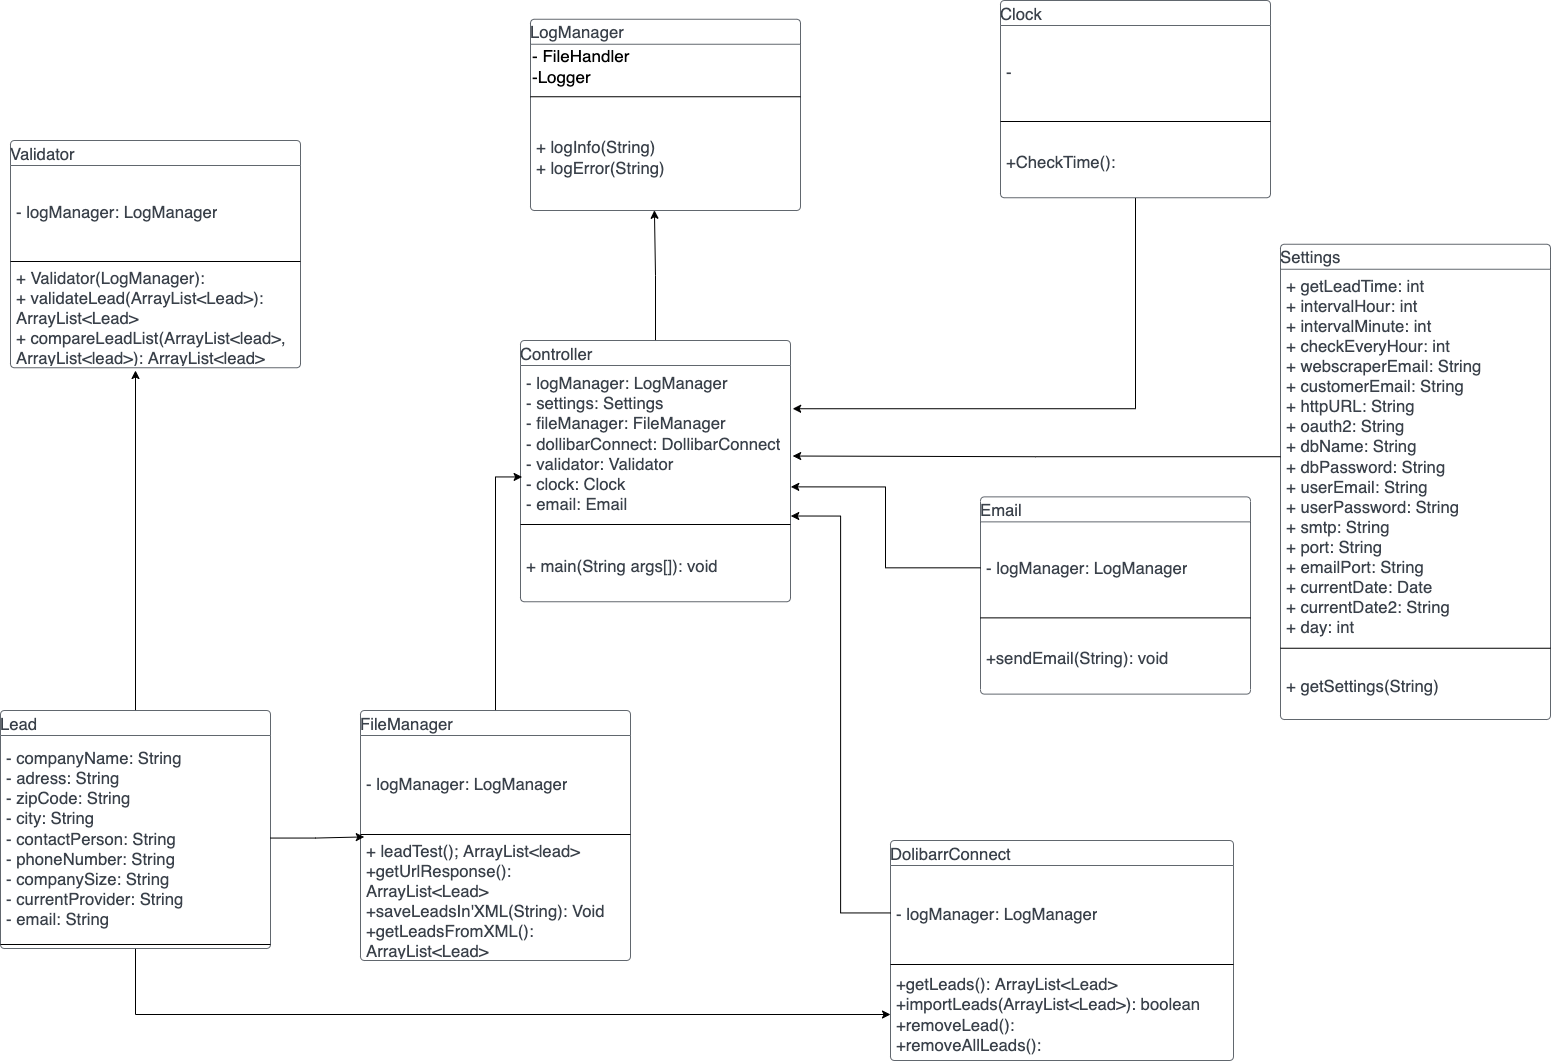 LogManager
- FileHandler
-Logger
+ logInfo(String)
+ logError(String)
Clock
-
+CheckTime():
Validator
- logManager: LogManager
+ Validator(LogManager):
+ validateLead(ArrayList<Lead>):
ArrayList<Lead>
+ compareLeadList(ArrayList<lead>,
ArrayList<lead>): ArrayList<lead>
Controller
- logManager: LogManager
- settings: Settings
- fileManager: FileManager
- dollibarConnect: DollibarConnect
- validator: Validator
- clock: Clock
- email: Email
+ main(String args[]): void
Settings
+ getLeadTime: int
+ intervalHour: int
+ intervalMinute: int
+ checkEveryHour: int
+ webscraperEmail: String
+ customerEmail: String
+ httpURL: String
+ oauth2: String
+ dbName: String
+ dbPassword: String
+ userEmail: String
+ userPassword: String
+ smtp: String
+ port: String
+ emailPort: String
+ currentDate: Date
+ currentDate2: String
+ day: int
+ getSettings(String)
Email
- logManager: LogManager
+sendEmail(String): void
Lead
- companyName: String
- adress: String
- zipCode: String
- city: String
- contactPerson: String
- phoneNumber: String
- companySize: String
- currentProvider: String
- email: String
FileManager
- logManager: LogManager
+ leadTest(); ArrayList<lead>
+getUrlResponse():
ArrayList<Lead>
+saveLeadsIn'XML(String): Void
+getLeadsFromXML():
ArrayList<Lead>
DolibarrConnect
- logManager: LogManager
+getLeads(): ArrayList<Lead>
+importLeads(ArrayList<Lead>): boolean
+removeLead():
+removeAllLeads():